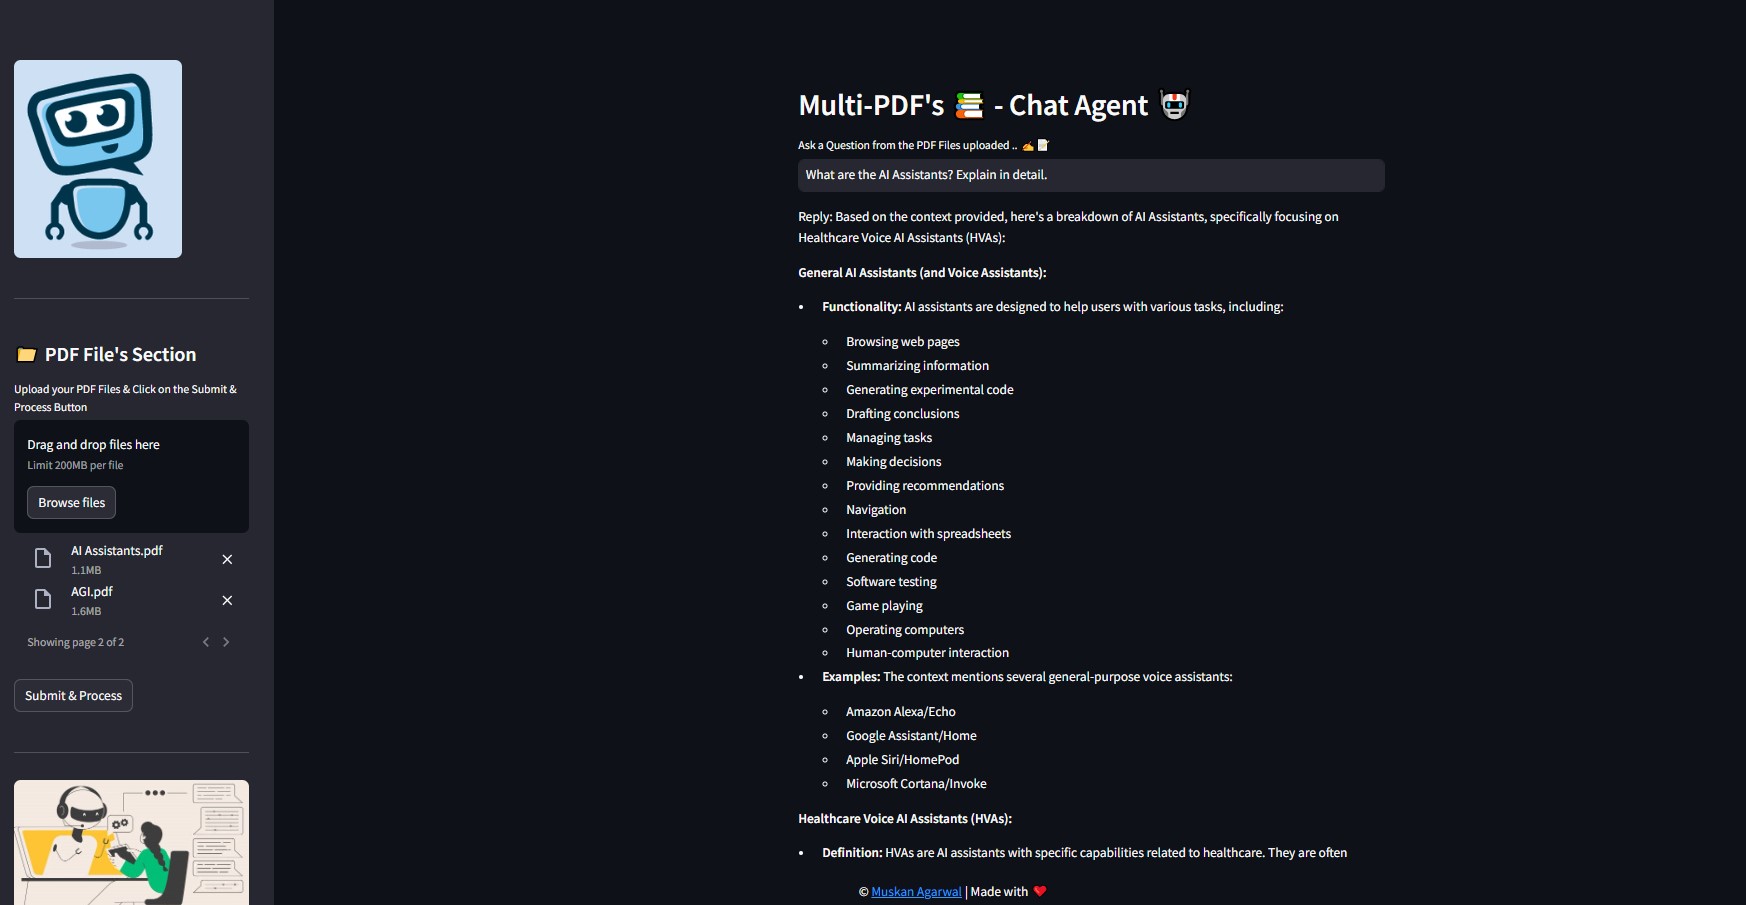 📁 PDF File's Section
Upload your PDF Files & Click on the Submit &
Process Button
Drag and drop files here
Limit 200MB per file
Browse files
AI Assistants.pdf
1.1MB
AGI.pdf
1.6MB
Showing page 2 of 2
Submit & Process
Multi-PDF's 📚 - Chat Agent 🤖
Ask a Question from the PDF Files uploaded .. ✍️📝
What are the AI Assistants? Explain in detail.
Reply: Based on the context provided, here's a breakdown of AI Assistants, specifically focusing on
Healthcare Voice AI Assistants (HVAs):
General AI Assistants (and Voice Assistants):
• Functionality: AI assistants are designed to help users with various tasks, including:
◦ Browsing web pages
◦ Summarizing information
◦ Generating experimental code
◦ Drafting conclusions
◦ Managing tasks
◦ Making decisions
◦ Providing recommendations
◦ Navigation
◦ Interaction with spreadsheets
◦ Generating code
◦ Software testing
◦ Game playing
◦ Operating computers
◦ Human-computer interaction
• Examples: The context mentions several general-purpose voice assistants:
◦ Amazon Alexa/Echo
◦ Google Assistant/Home
◦ Apple Siri/HomePod
◦ Microsoft Cortana/Invoke
Healthcare Voice AI Assistants (HVAs):
• Definition: HVAs are AI assistants with specific capabilities related to healthcare. They are often
© Muskan Agarwal | Made with ❤️